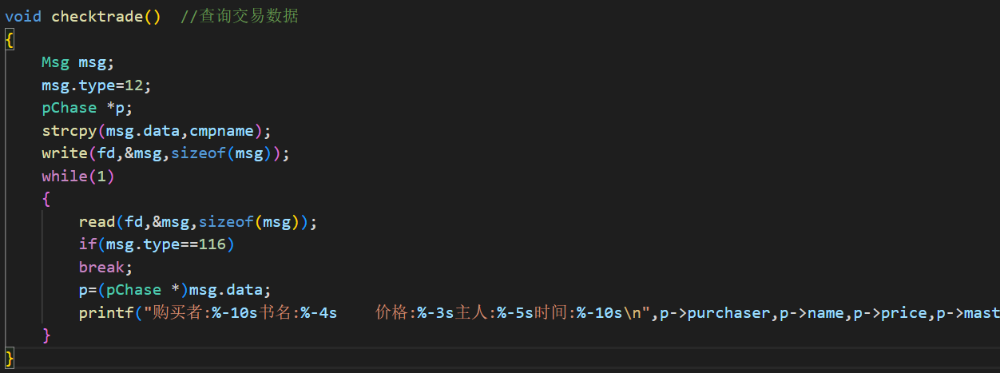 void checktrade()  //查询交易数据
{
    Msg msg;
    msg.type=12;
    pChase *p;
    strcpy(msg.data,cmpname);
    write(fd,&msg,sizeof(msg));
    while(1)
    {
        read(fd,&msg,sizeof(msg));
        if(msg.type==116)
        break;
        p=(pChase *)msg.data;
        printf("购买者:%-10s书名:%-4s    价格:%-3s主人:%-5s时间:%-10s\n",p->purchaser,p->name,p->price,p->mast
    }
}